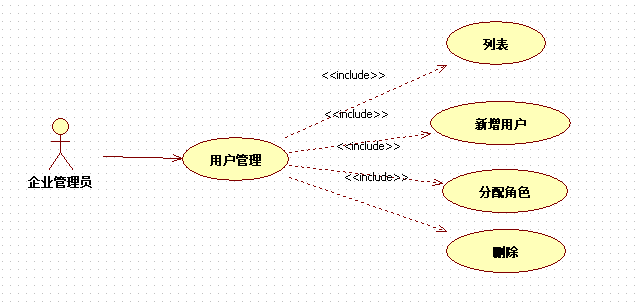 列表
<<include>>
<<include>>
新增用户
<<include>>
用户管理
<<include>>
企业管理员
分配角色
删除